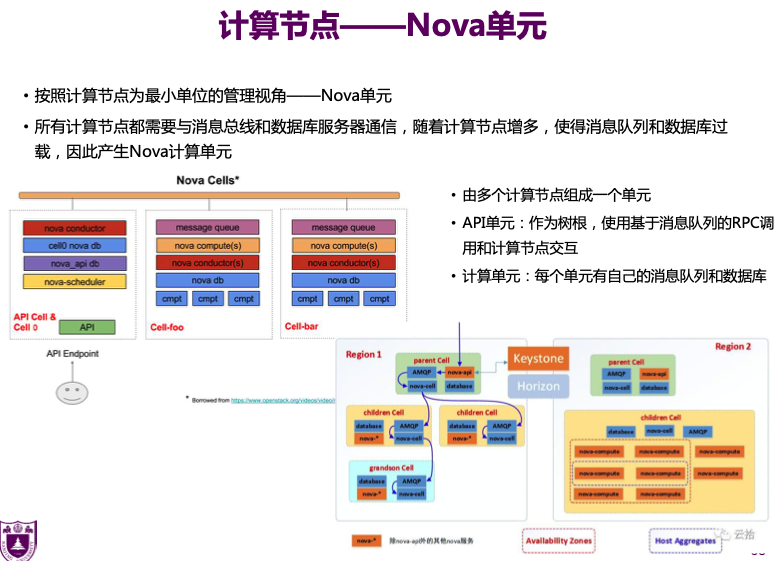 计算节点——Nova单元
• 按照计算节点为最小单位的管理视角——Nova单元
• 所有计算节点都需要与消息总线和数据库服务器通信，随着计算节点增多，使得消息队列和数据库过
载，因此产生Nova计算单元
Nova Cells*
nova conductor
cell0 nova db
nova_api db
nova-scheduler
API Cell &
Cell 0
API
API Endpoint
message queue
nova compute(s)
nova conductor(s)
nova db
cmpt cmpt cmpt
Cell-foo
message queue
nova compute(s)
nova conductor(s)
nova db
cmpt cmpt cmpt
Cell-bar
* Borrowed from https://www.openstack.org/videos/video/
• 由多个计算节点组成一个单元
• API单元：作为树根，使用基于消息队列的RPC调
用和计算节点交互
• 计算单元：每个单元有自己的消息队列和数据库
Region 1
parent Cell
AMQP nova-api
nova-cell database
Keystone
Horizon
children Cell
database AMQP
nova-* nova-cell
children Cell
database AMQP
nova-* nova-cell
grandson Cell
database AMQP
nova-* nova-cell
Region 2
parent Cell
AMQP nova-api
nova-cell database
children Cell
database nova-cell AMQP
nova-compute nova-compute nova-compute
nova-compute nova-compute nova-compute
nova-compute nova-compute
nova-* 除nova-api外的其他nova服务
Availability Zones
Host Aggregates
云拾